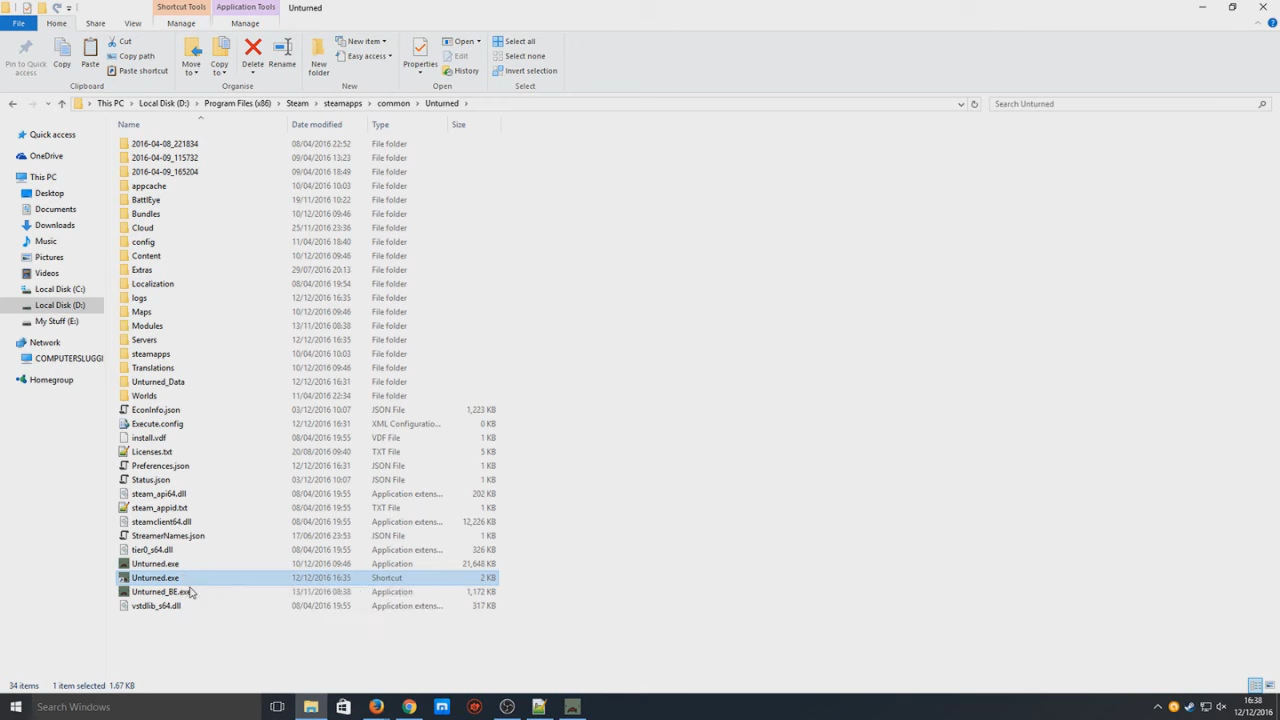 Shortcut Tools Application Tools Unturned
File Home Share View Manage Manage
Pin to Quick access Copy Paste Cut Copy path Paste shortcut Move to Copy to Delete Rename New folder New item Easy access Properties Open Edit History Select all Select none Invert selection
Clipboard Organise New Open Select
This PC > Local Disk (D:) > Program Files (x86) > Steam > steamapps > common > Unturned > Search Unturned
Name Date modified Type Size
Quick access
OneDrive
This PC
Desktop
Documents
Downloads
Music
Pictures
Videos
Local Disk (C:)
Local Disk (D:)
My Stuff (E:)
Network
COMPUTERSLUGGI
Homegroup
2016-04-08_221834 08/04/2016 22:52 File folder
2016-04-09_115732 09/04/2016 13:23 File folder
2016-04-09_165204 09/04/2016 18:49 File folder
appcache 10/04/2016 10:03 File folder
BattlEye 19/11/2016 10:22 File folder
Bundles 10/12/2016 09:46 File folder
Cloud 25/11/2016 23:36 File folder
config 11/04/2016 18:40 File folder
Content 10/12/2016 09:46 File folder
Extras 29/07/2016 20:13 File folder
Localization 08/04/2016 19:54 File folder
logs 12/12/2016 16:35 File folder
Maps 10/12/2016 09:46 File folder
Modules 13/11/2016 08:38 File folder
Servers 12/12/2016 16:35 File folder
steamapps 10/04/2016 10:03 File folder
Translations 10/12/2016 09:46 File folder
Unturned_Data 12/12/2016 16:31 File folder
Worlds 11/04/2016 22:34 File folder
EconInfo.json 03/12/2016 10:07 JSON File 1,223 KB
Execute.config 12/12/2016 16:31 XML Configuratio... 0 KB
install.vdf 08/04/2016 19:55 VDF File 1 KB
Licenses.txt 20/08/2016 09:40 TXT File 5 KB
Preferences.json 12/12/2016 16:31 JSON File 1 KB
Status.json 03/12/2016 10:07 JSON File 1 KB
steam_api64.dll 08/04/2016 19:55 Application extens... 202 KB
steam_appid.txt 08/04/2016 19:55 TXT File 1 KB
steamclient64.dll 08/04/2016 19:55 Application extens... 12,226 KB
StreamerNames.json 17/06/2016 23:53 JSON File 1 KB
tier0_s64.dll 08/04/2016 19:55 Application extens... 326 KB
Unturned.exe 10/12/2016 09:46 Application 21,648 KB
Unturned.exe 12/12/2016 16:35 Shortcut 2 KB
Unturned_BE.exe 13/11/2016 08:38 Application 1,172 KB
vstdlib_s64.dll 08/04/2016 19:55 Application extens... 317 KB
34 items 1 item selected 1.67 KB
Search Windows
16:38
12/12/2016